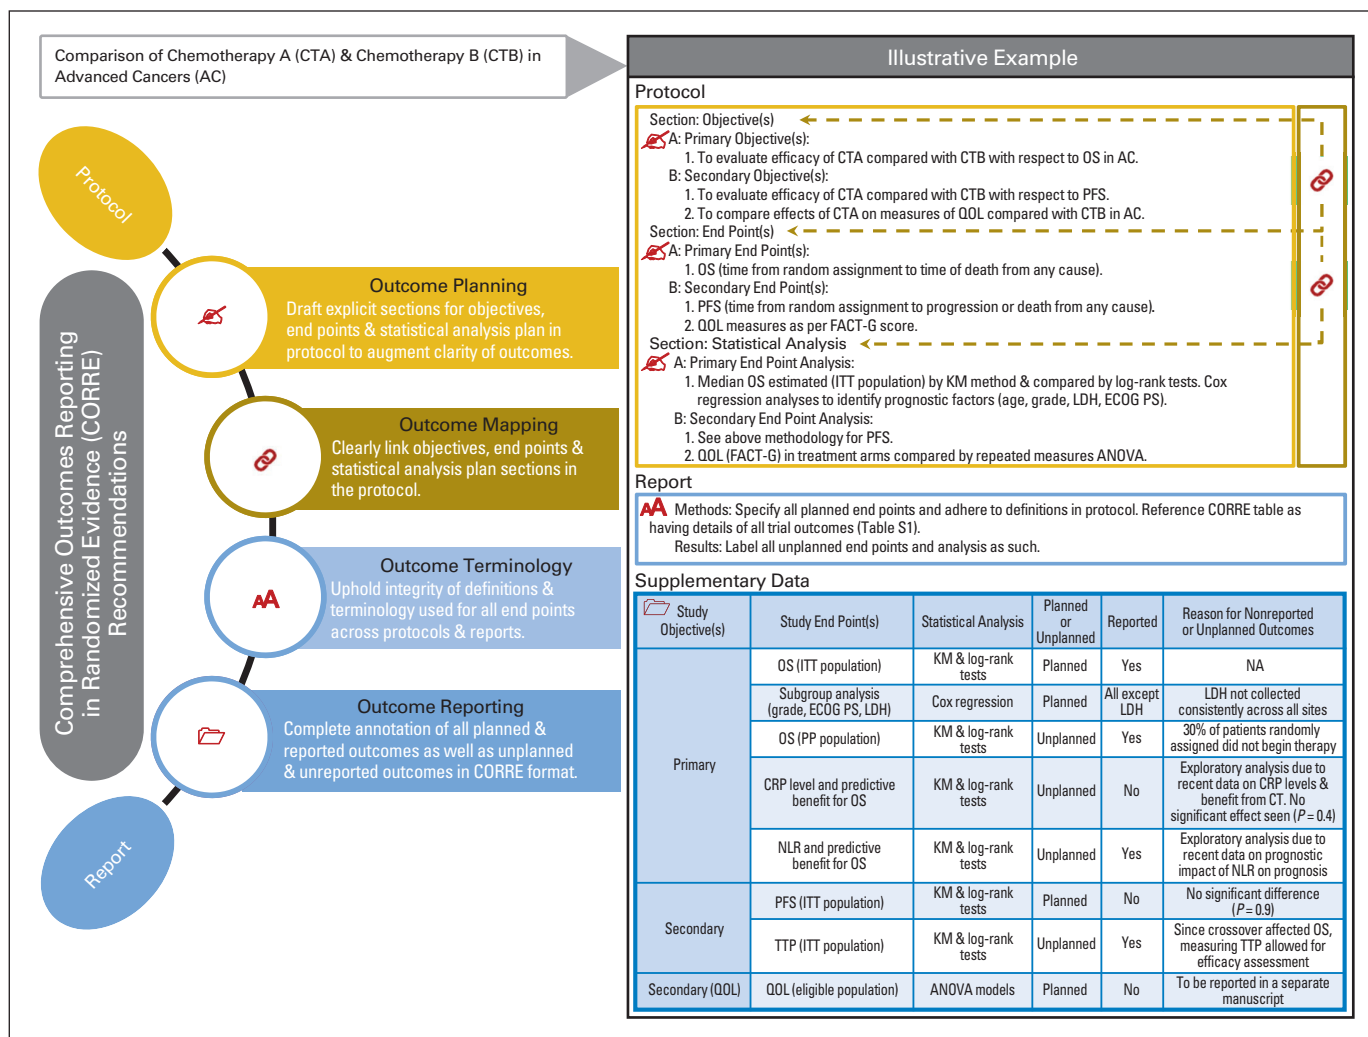 Comparison of Chemotherapy A (CTA) & Chemotherapy B (CTB) in
Advanced Cancers (AC)
Protocol
Comprehensive Outcomes Reporting
in Randomized Evidence (CORRE)
Recommendations
Outcome Planning
Draft explicit sections for objectives,
end points & statistical analysis plan in
protocol to augment clarity of outcomes.
Outcome Mapping
Clearly link objectives, end points &
statistical analysis plan sections in
the protocol.
AA
Outcome Terminology
Uphold integrity of definitions &
terminology used for all end points
across protocols & reports.
Outcome Reporting
Complete annotation of all planned &
reported outcomes as well as unplanned
& unreported outcomes in CORRE format.
Report
Illustrative Example
Protocol
Section: Objective(s)
A: Primary Objective(s):
1. To evaluate efficacy of CTA compared with CTB with respect to OS in AC.
B: Secondary Objective(s):
1. To evaluate efficacy of CTA compared with CTB with respect to PFS.
2. To compare effects of CTA on measures of QOL compared with CTB in AC.
Section: End Point(s)
A: Primary End Point(s):
1. OS (time from random assignment to time of death from any cause).
B: Secondary End Point(s):
1. PFS (time from random assignment to progression or death from any cause).
2. QOL measures as per FACT-G score.
Section: Statistical Analysis
A: Primary End Point Analysis:
1. Median OS estimated (ITT population) by KM method & compared by log-rank tests. Cox
regression analyses to identify prognostic factors (age, grade, LDH, ECOG PS).
B: Secondary End Point Analysis:
1. See above methodology for PFS.
2. QOL (FACT-G) in treatment arms compared by repeated measures ANOVA.
Report
AA Methods: Specify all planned end points and adhere to definitions in protocol. Reference CORRE table as
having details of all trial outcomes (Table S1).
Results: Label all unplanned end points and analysis as such.
Supplementary Data
Study
Objective(s)
Study End Point(s)
Statistical Analysis
Planned
or
Unplanned
Reported
Reason for Nonreported
or Unplanned Outcomes
Primary
OS (ITT population)
KM & log-rank
tests
Planned
Yes
NA
Subgroup analysis
(grade, ECOG PS, LDH)
Cox regression
Planned
All except
LDH
LDH not collected
consistently across all sites
OS (PP population)
KM & log-rank
tests
Unplanned
Yes
30% of patients randomly
assigned did not begin therapy
CRP level and predictive
benefit for OS
KM & log-rank
tests
Unplanned
No
Exploratory analysis due to
recent data on CRP levels &
benefit from CT. No
significant effect seen (P = 0.4)
NLR and predictive
benefit for OS
KM & log-rank
tests
Unplanned
Yes
Exploratory analysis due to
recent data on prognostic
impact of NLR on prognosis
Secondary
PFS (ITT population)
KM & log-rank
tests
Planned
No
No significant difference
(P = 0.9)
TTP (ITT population)
KM & log-rank
tests
Unplanned
Yes
Since crossover affected OS,
measuring TTP allowed for
efficacy assessment
Secondary (QOL)
QOL (eligible population)
ANOVA models
Planned
No
To be reported in a separate
manuscript